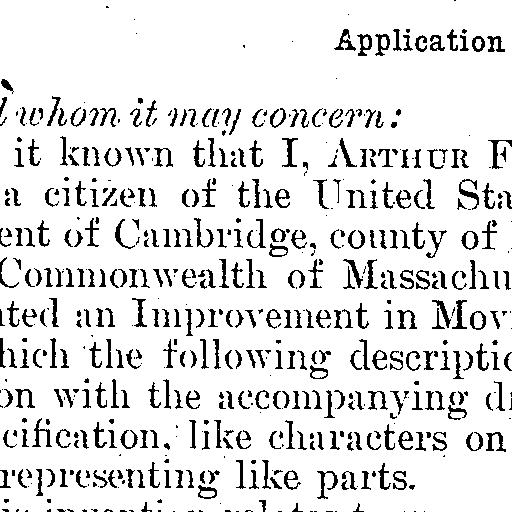 Application
whom it may concern:
it known that I, ARTHUR F
a citizen of the United Sta
ent of Cambridge, county of
Commonwealth of Massachu
ted an Improvement in Mov
hich the following descriptio
on with the accompanying d
cification, like characters on
representing like parts.